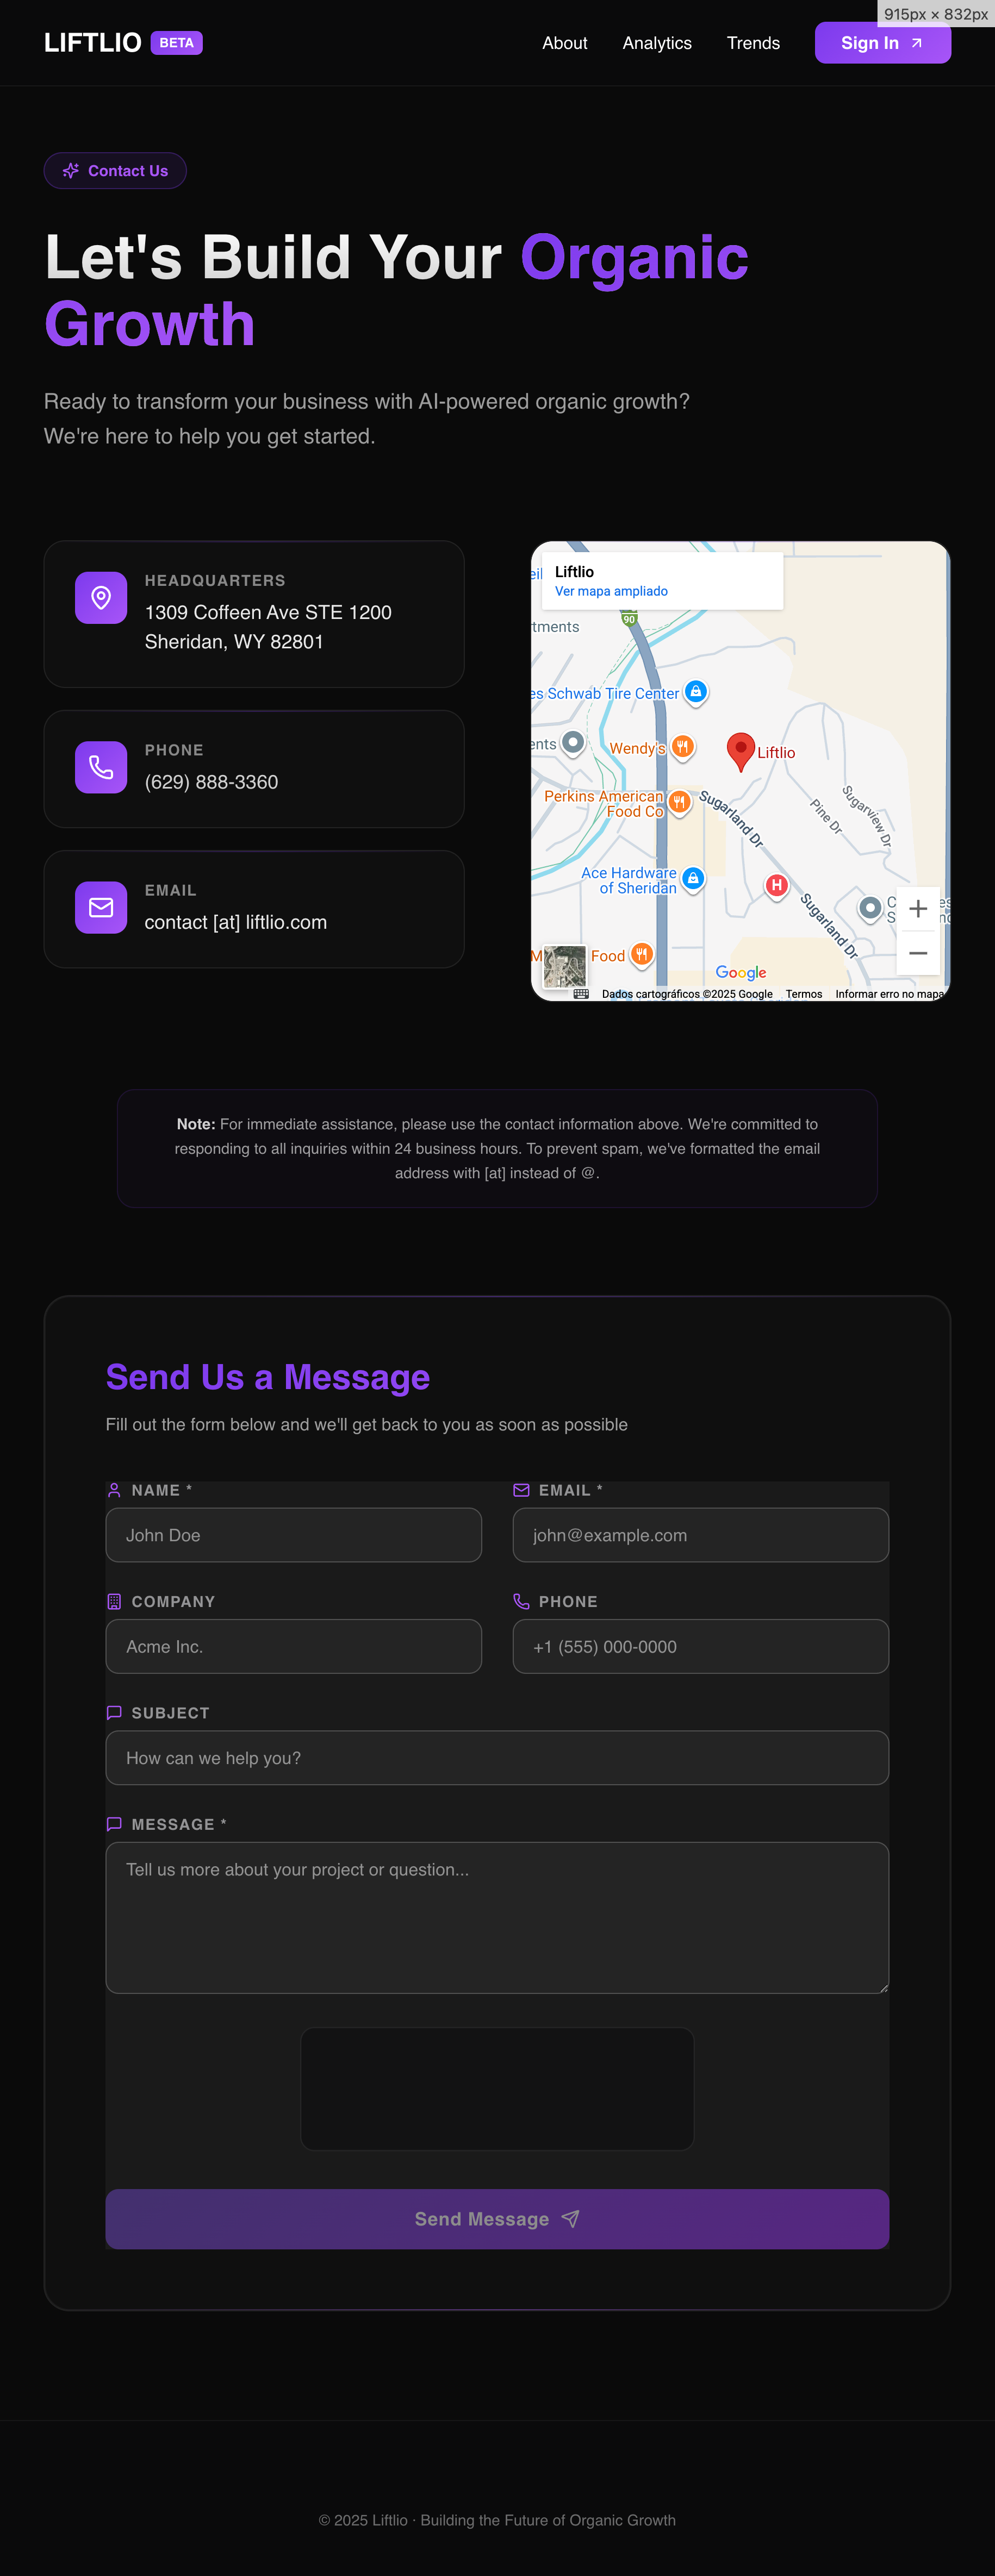 915px × 832px
LIFTLIO BETA
About Analytics Trends Sign In
Contact Us
Let's Build Your Organic
Growth
Ready to transform your business with AI-powered organic growth?
We're here to help you get started.
HEADQUARTERS
1309 Coffeen Ave STE 1200
Sheridan, WY 82801
PHONE
(629) 888-3360
EMAIL
contact [at] liftlio.com
Liftlio
Ver mapa ampliado
90
tments
es Schwab Tire Center
ents
Wendy's
Liftlio
Perkins American
Food Co
Sugarland Dr
Pine Dr
Sugarview Dr
Ace Hardware
of Sheridan
H
Sugarland Dr
Food
Google
Dados cartográficos ©2025 Google Termos Informar erro no mapa
Note: For immediate assistance, please use the contact information above. We're committed to
responding to all inquiries within 24 business hours. To prevent spam, we've formatted the email
address with [at] instead of @.
Send Us a Message
Fill out the form below and we'll get back to you as soon as possible
NAME * EMAIL *
John Doe john@example.com
COMPANY PHONE
Acme Inc. +1 (555) 000-0000
SUBJECT
How can we help you?
MESSAGE *
Tell us more about your project or question...
Send Message
© 2025 Liftlio · Building the Future of Organic Growth